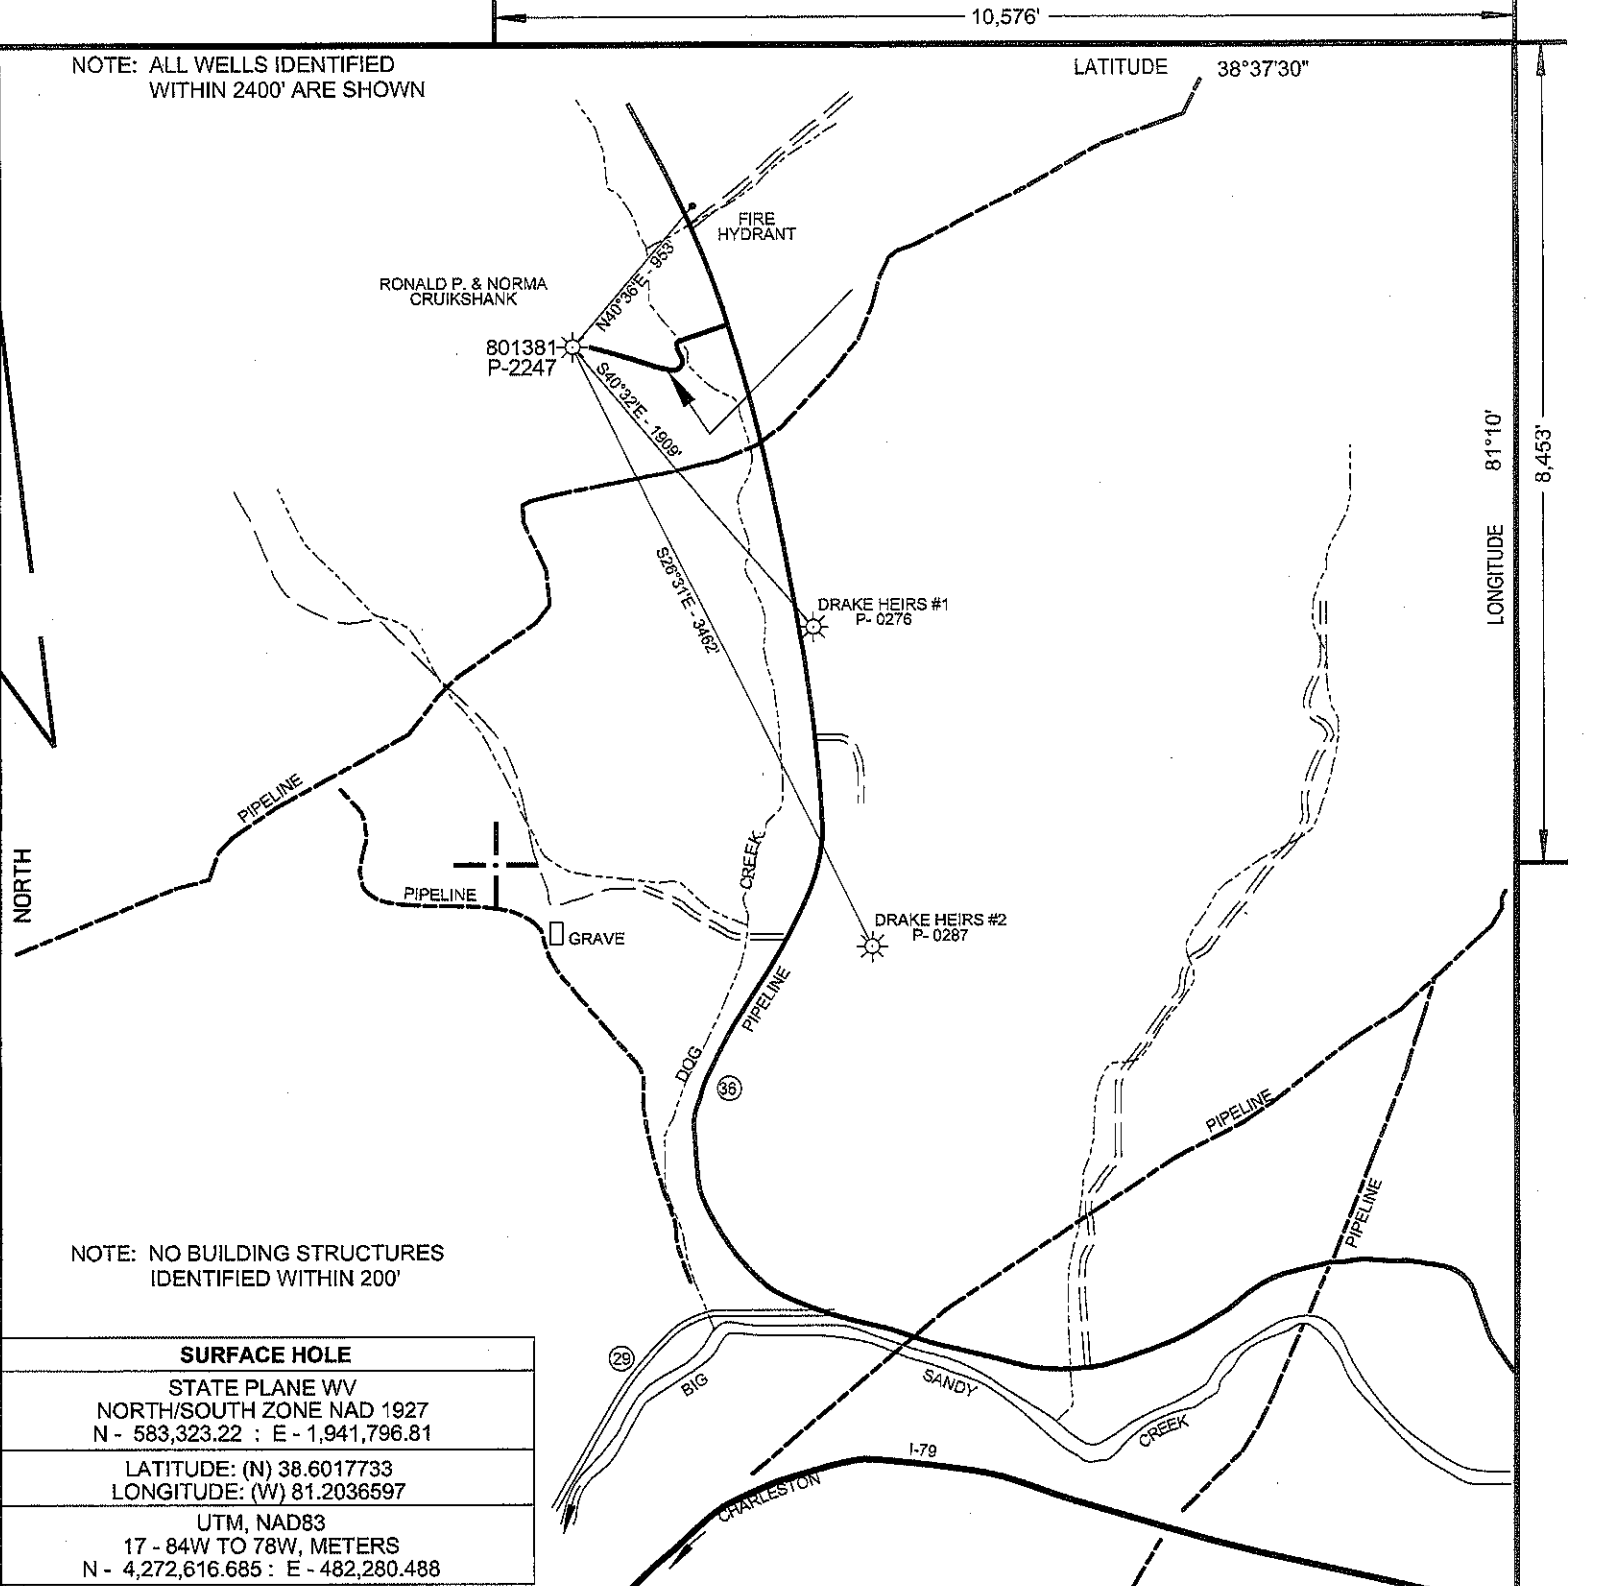 10,576'
NOTE: ALL WELLS IDENTIFIED
WITHIN 2400' ARE SHOWN
LATITUDE 38°37'30"
FIRE
HYDRANT
RONALD P. & NORMA
CRUIKSHANK
N40°36'E - 953'
801381
P-2247
S40°32'E - 1909'
LONGITUDE 81°10'
8,453'
S26°31'E - 3462'
DRAKE HEIRS #1
P- 0276
PIPELINE
NORTH
CREEK
PIPELINE
GRAVE
DRAKE HEIRS #2
P- 0287
PIPELINE
DOG
36
PIPELINE
PIPELINE
NOTE: NO BUILDING STRUCTURES
IDENTIFIED WITHIN 200'
29
BIG
SANDY
CREEK
I-79
CHARLESTON
SURFACE HOLE
STATE PLANE WV
NORTH/SOUTH ZONE NAD 1927
N - 583,323.22 : E - 1,941,796.81
LATITUDE: (N) 38.6017733
LONGITUDE: (W) 81.2036597
UTM, NAD83
17 - 84W TO 78W, METERS
N - 4,272,616.685 : E - 482,280.488